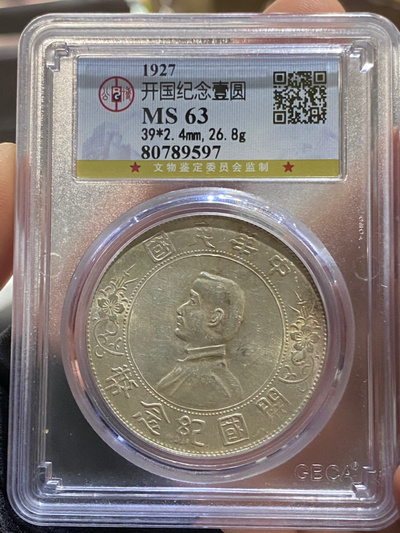 1927
开国纪念壹圆
MS 63
39*2.4mm,26.8g
80789597
★ 文物鉴定委员会监制 ★
中華民國
開國紀念幣
GBCA®